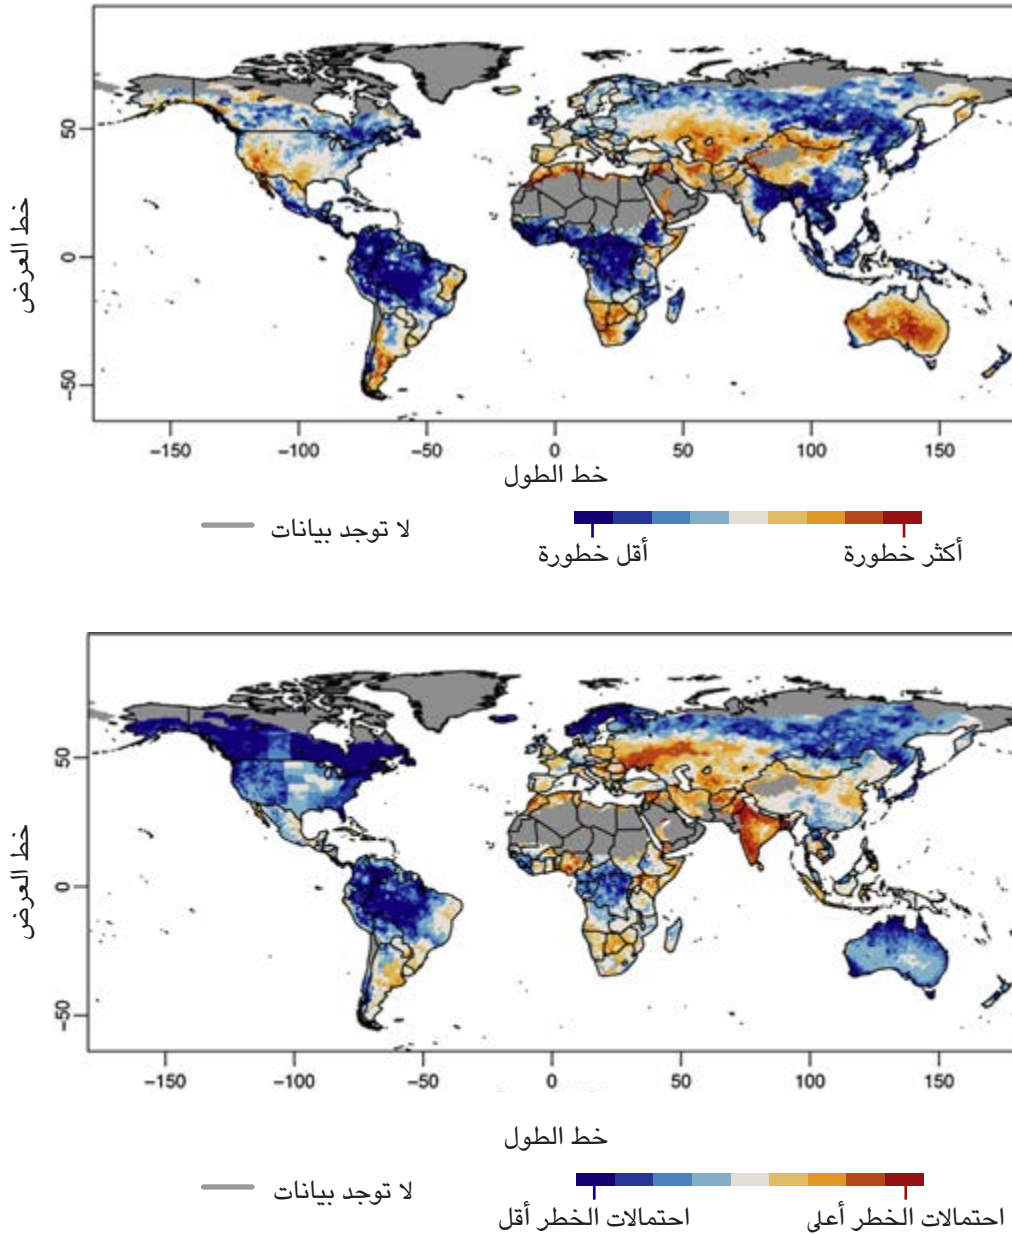 50
0
−50
خط العرض
−150 −100 −50 0 50 100 150
خط الطول
لا توجد بيانات
أقل خطورة
أكثر خطورة
50
0
−50
خط العرض
−150 −100 −50 0 50 100 150
خط الطول
لا توجد بيانات
احتمالات الخطر أقل
احتمالات الخطر أعلى